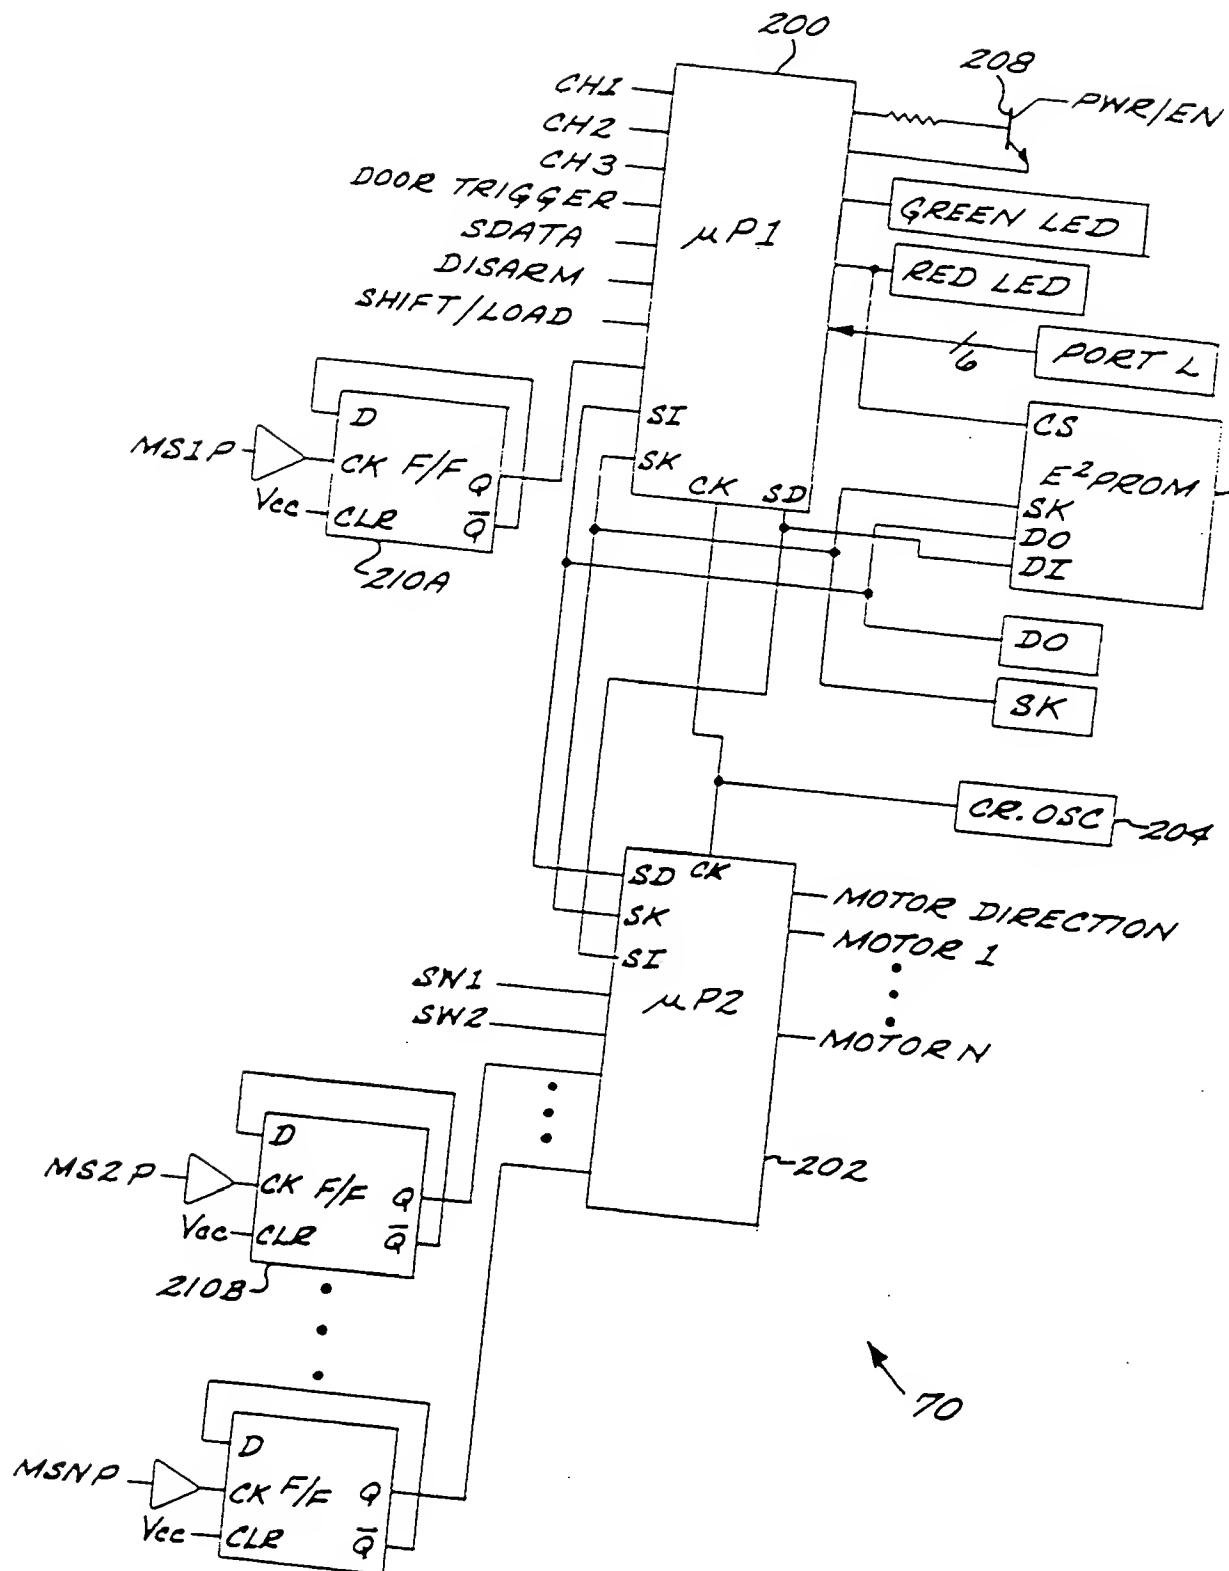 200
208
CH1
CH2
CH3
DOOR TRIGGER
SDATA
DISARM
SHIFT/LOAD
μP1
SI
SK
CK
SD
PWR/EN
GREEN LED
RED LED
6
PORT L
CS
E²PROM
SK
DO
DI
DO
SK
MS1P
D
CK F/F Q
Vcc
CLR Q̅
210A
CR. OSC
204
CK
SD
SK
SI
μP2
SW1
SW2
MOTOR DIRECTION
MOTOR 1
MOTOR N
202
MS2P
D
CK F/F Q
Vcc
CLR Q̅
210B
70
MSNP
D
CK F/F Q
Vcc
CLR Q̅